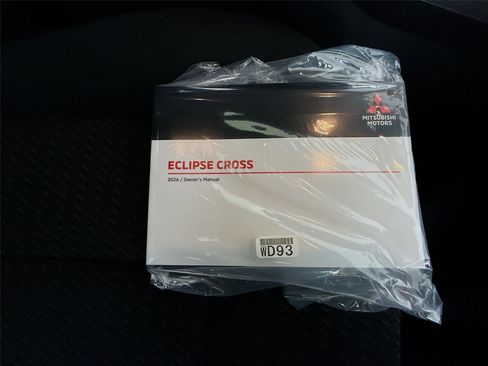 MITSUBISHI
MOTORS
ECLIPSE CROSS
2026 / Owner's Manual
WD93